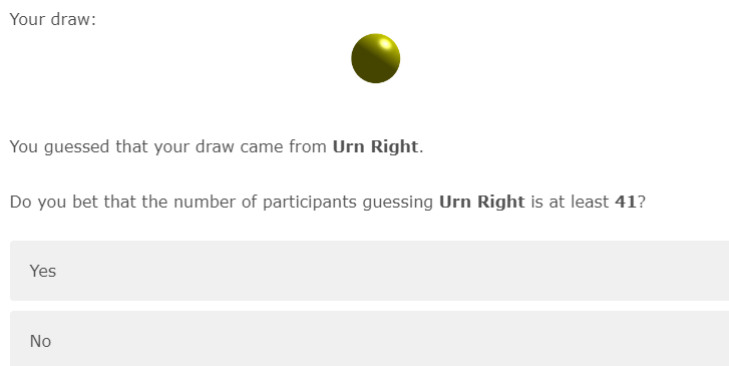 Your draw:
You guessed that your draw came from Urn Right.
Do you bet that the number of participants guessing Urn Right is at least 41?
Yes
No